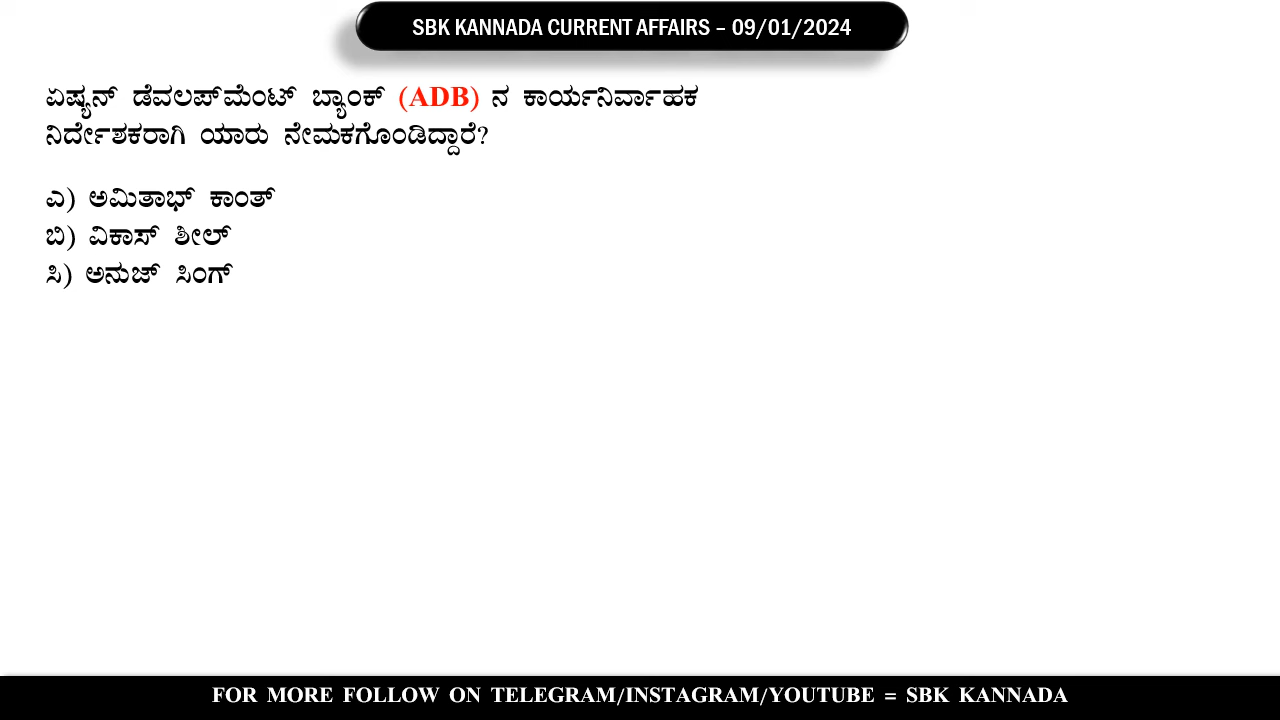 SBK KANNADA CURRENT AFFAIRS – 09/01/2024
ಏಷ್ಯನ್ ಡೆವಲಪ್‌ಮೆಂಟ್ ಬ್ಯಾಂಕ್ (ADB) ನ ಕಾರ್ಯನಿರ್ವಾಹಕ
ನಿರ್ದೇಶಕರಾಗಿ ಯಾರು ನೇಮಕಗೊಂಡಿದ್ದಾರೆ?
ಎ) ಅಮಿತಾಭ್ ಕಾಂತ್
ಬಿ) ವಿಕಾಸ್ ಶೀಲ್
ಸಿ) ಅನುಜ್ ಸಿಂಗ್
FOR MORE FOLLOW ON TELEGRAM/INSTAGRAM/YOUTUBE = SBK KANNADA